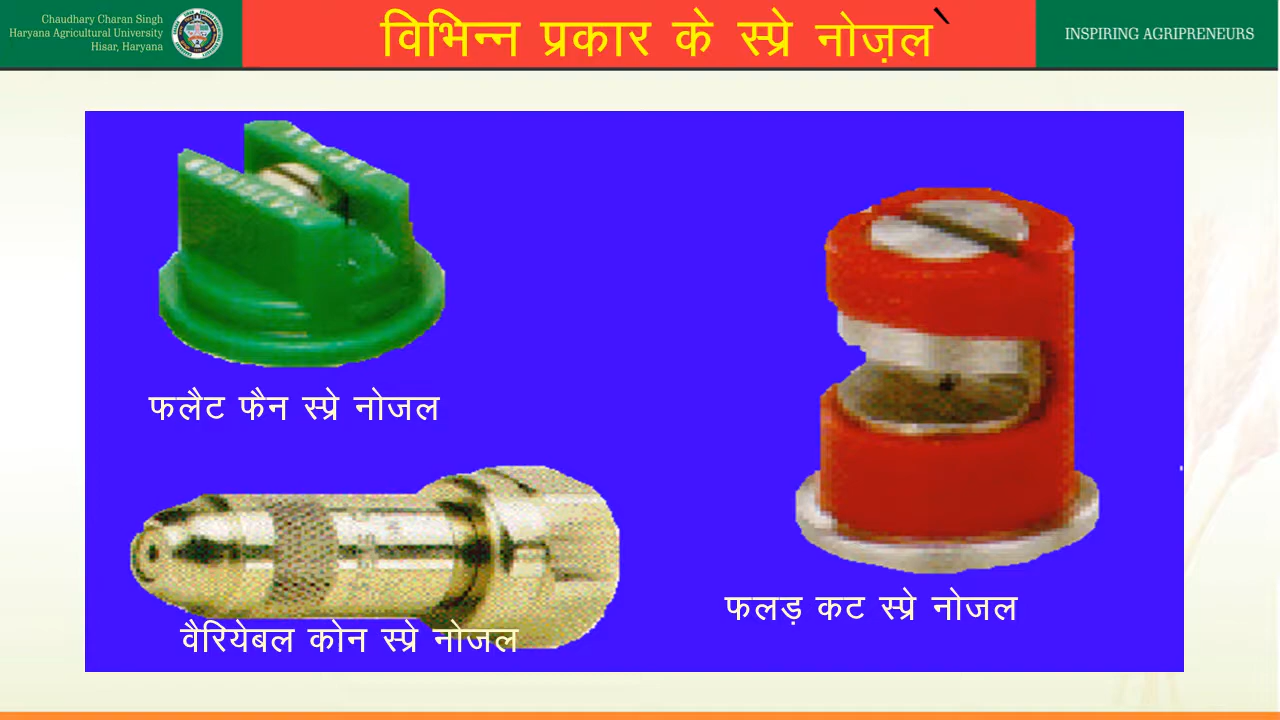 Chaudhary Charan Singh
Haryana Agricultural University
Hisar, Haryana
विभिन्न प्रकार के स्प्रे नोज़ल`
INSPIRING AGRIPRENEURS
फलैट फैन स्प्रे नोजल
फलड़ कट स्प्रे नोजल
वैरियेबल कोन स्प्रे नोजल